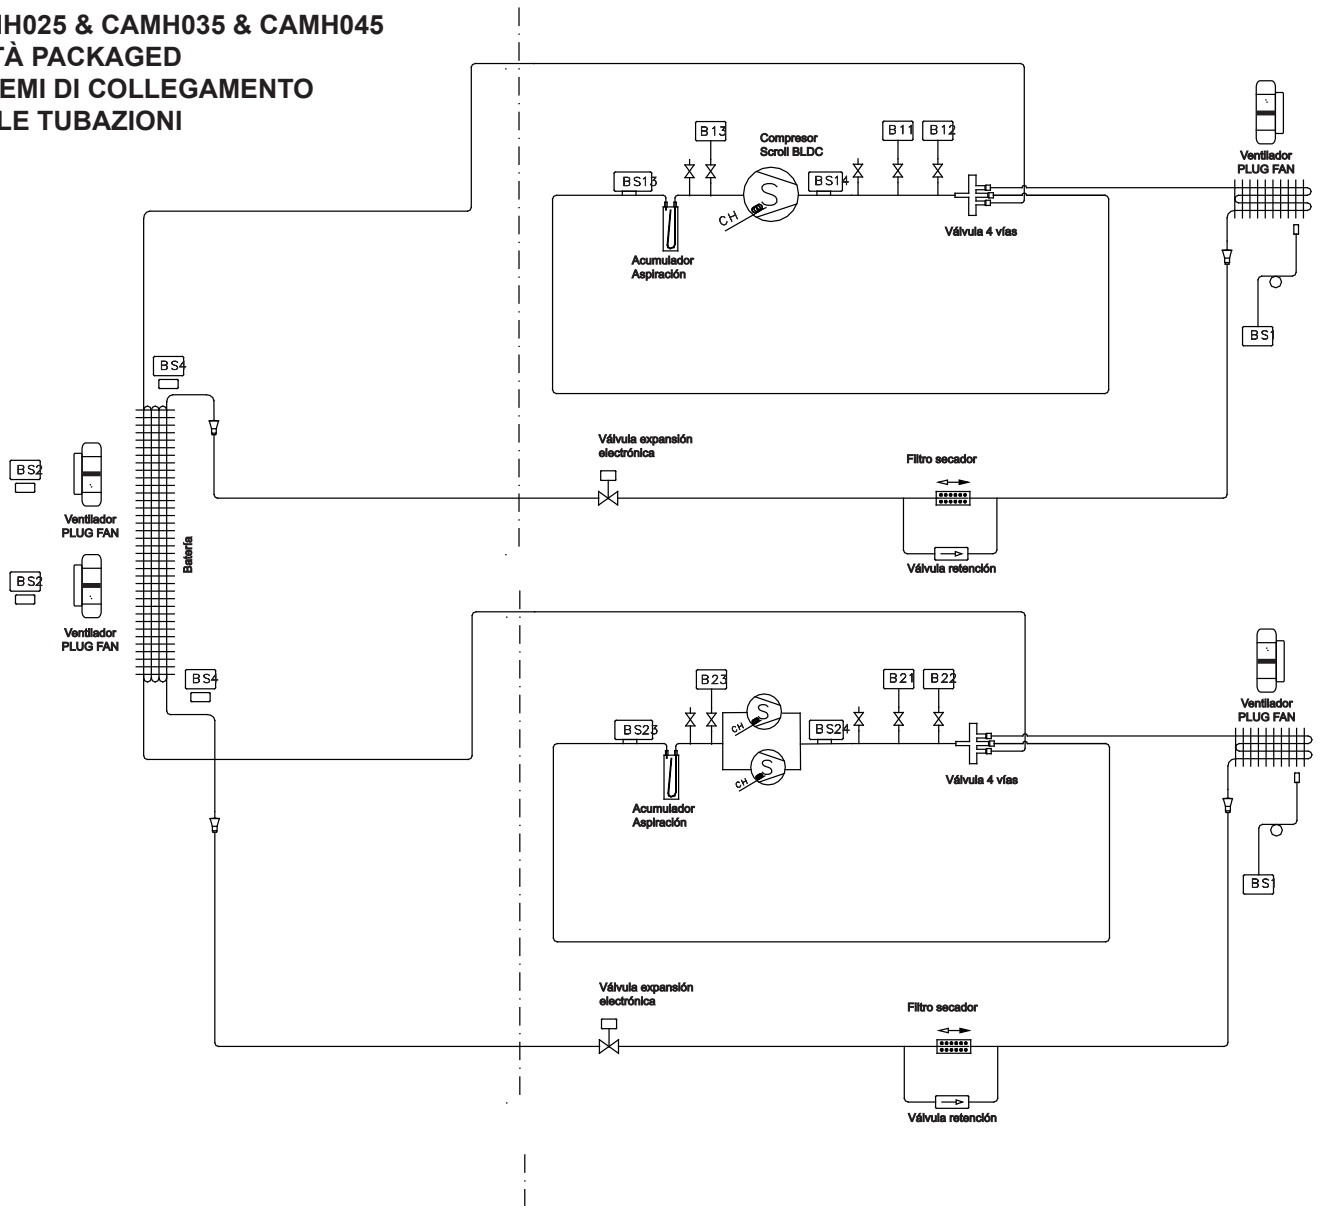 MH025 & CAMH035 & CAMH045
TÀ PACKAGED
EMI DI COLLEGAMENTO
LE TUBAZIONI
B13
Compresor
Scroll BLDC
B11
B12
Ventilador
PLUG FAN
BS13
BS14
CH
Válvula 4 vías
Acumulador
Aspiración
BS1
BS4
Válvula expansión
electrónica
Filtro secador
BS2
Ventilador
PLUG FAN
Batería
Válvula retención
BS2
Ventilador
PLUG FAN
BS4
B23
B21
B22
Ventilador
PLUG FAN
BS23
CH
BS24
CH
Válvula 4 vías
Acumulador
Aspiración
BS1
Válvula expansión
electrónica
Filtro secador
Válvula retención